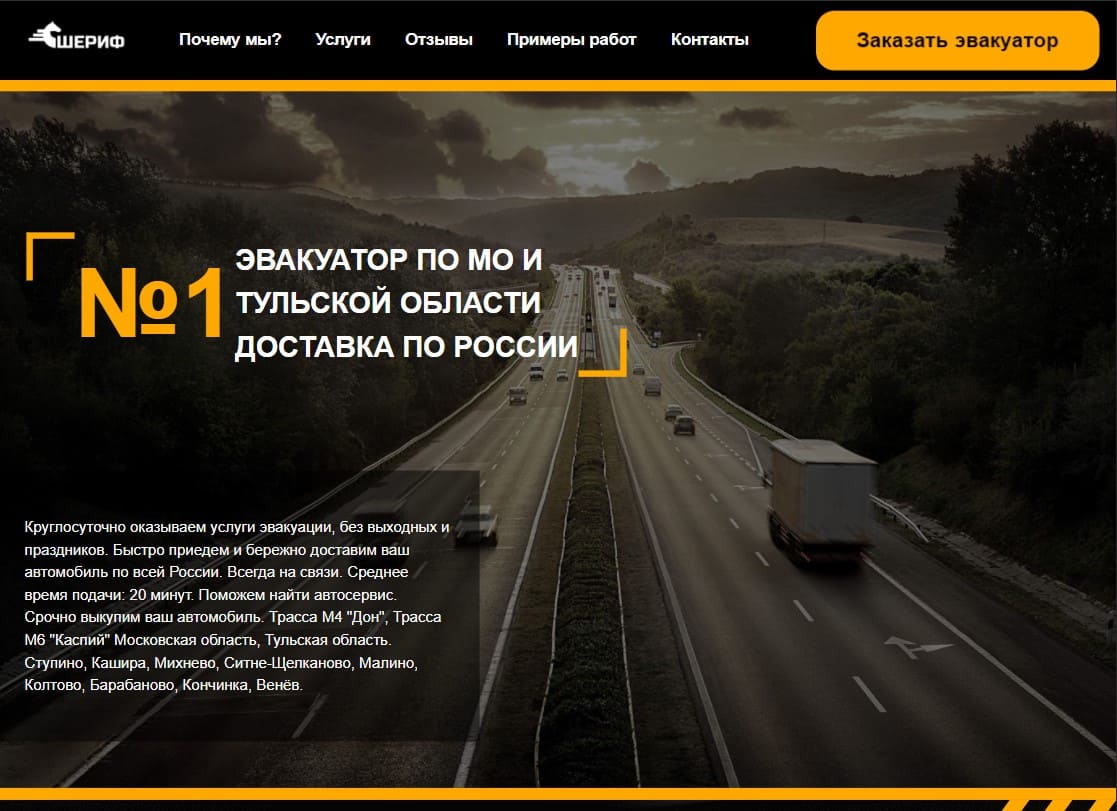 ШЕРИФ
Почему мы?
Услуги
Отзывы
Примеры работ
Контакты
Заказать эвакуатор
№1
ЭВАКУАТОР ПО МО И
ТУЛЬСКОЙ ОБЛАСТИ
ДОСТАВКА ПО РОССИИ
Круглосуточно оказываем услуги эвакуации, без выходных и
праздников. Быстро приедем и бережно доставим ваш
автомобиль по всей России. Всегда на связи. Среднее
время подачи: 20 минут. Поможем найти автосервис.
Срочно выкупим ваш автомобиль. Трасса М4 "Дон", Трасса
М6 "Каспий" Московская область, Тульская область.
Ступино, Кашира, Михнево, Ситне-Щелканово, Малино,
Колтово, Барабаново, Кончинка, Венёв.